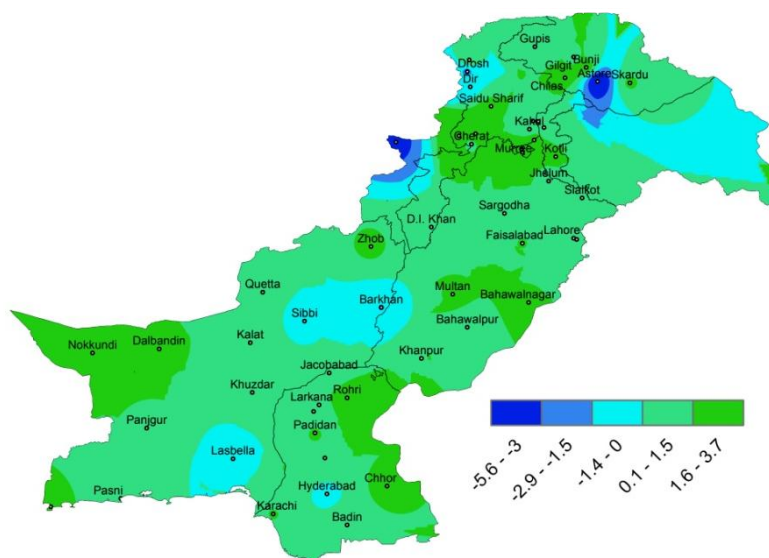 Gupis
Drosh
Bunji
Gilgit
Dir
Astore
Skardu
Chilas
Saidu Sharif
Kakul
Cherat
Murree
Kotli
Jhelum
Sialkot
Sargodha
D.I. Khan
Lahore
Zhob
Faisalabad
Quetta
Multan
Bahawalnagar
Barkhan
Sibbi
Bahawalpur
Nokkundi
Dalbandin
Kalat
Khanpur
Jacobabad
Khuzdar
Rohri
Larkana
Panjgur
Padidan
Lasbella
Pasni
Hyderabad
Chhor
Karachi
Badin
-5.6 - -3
-2.9 - -1.5
-1.4 - 0
0.1 - 1.5
1.6 - 3.7